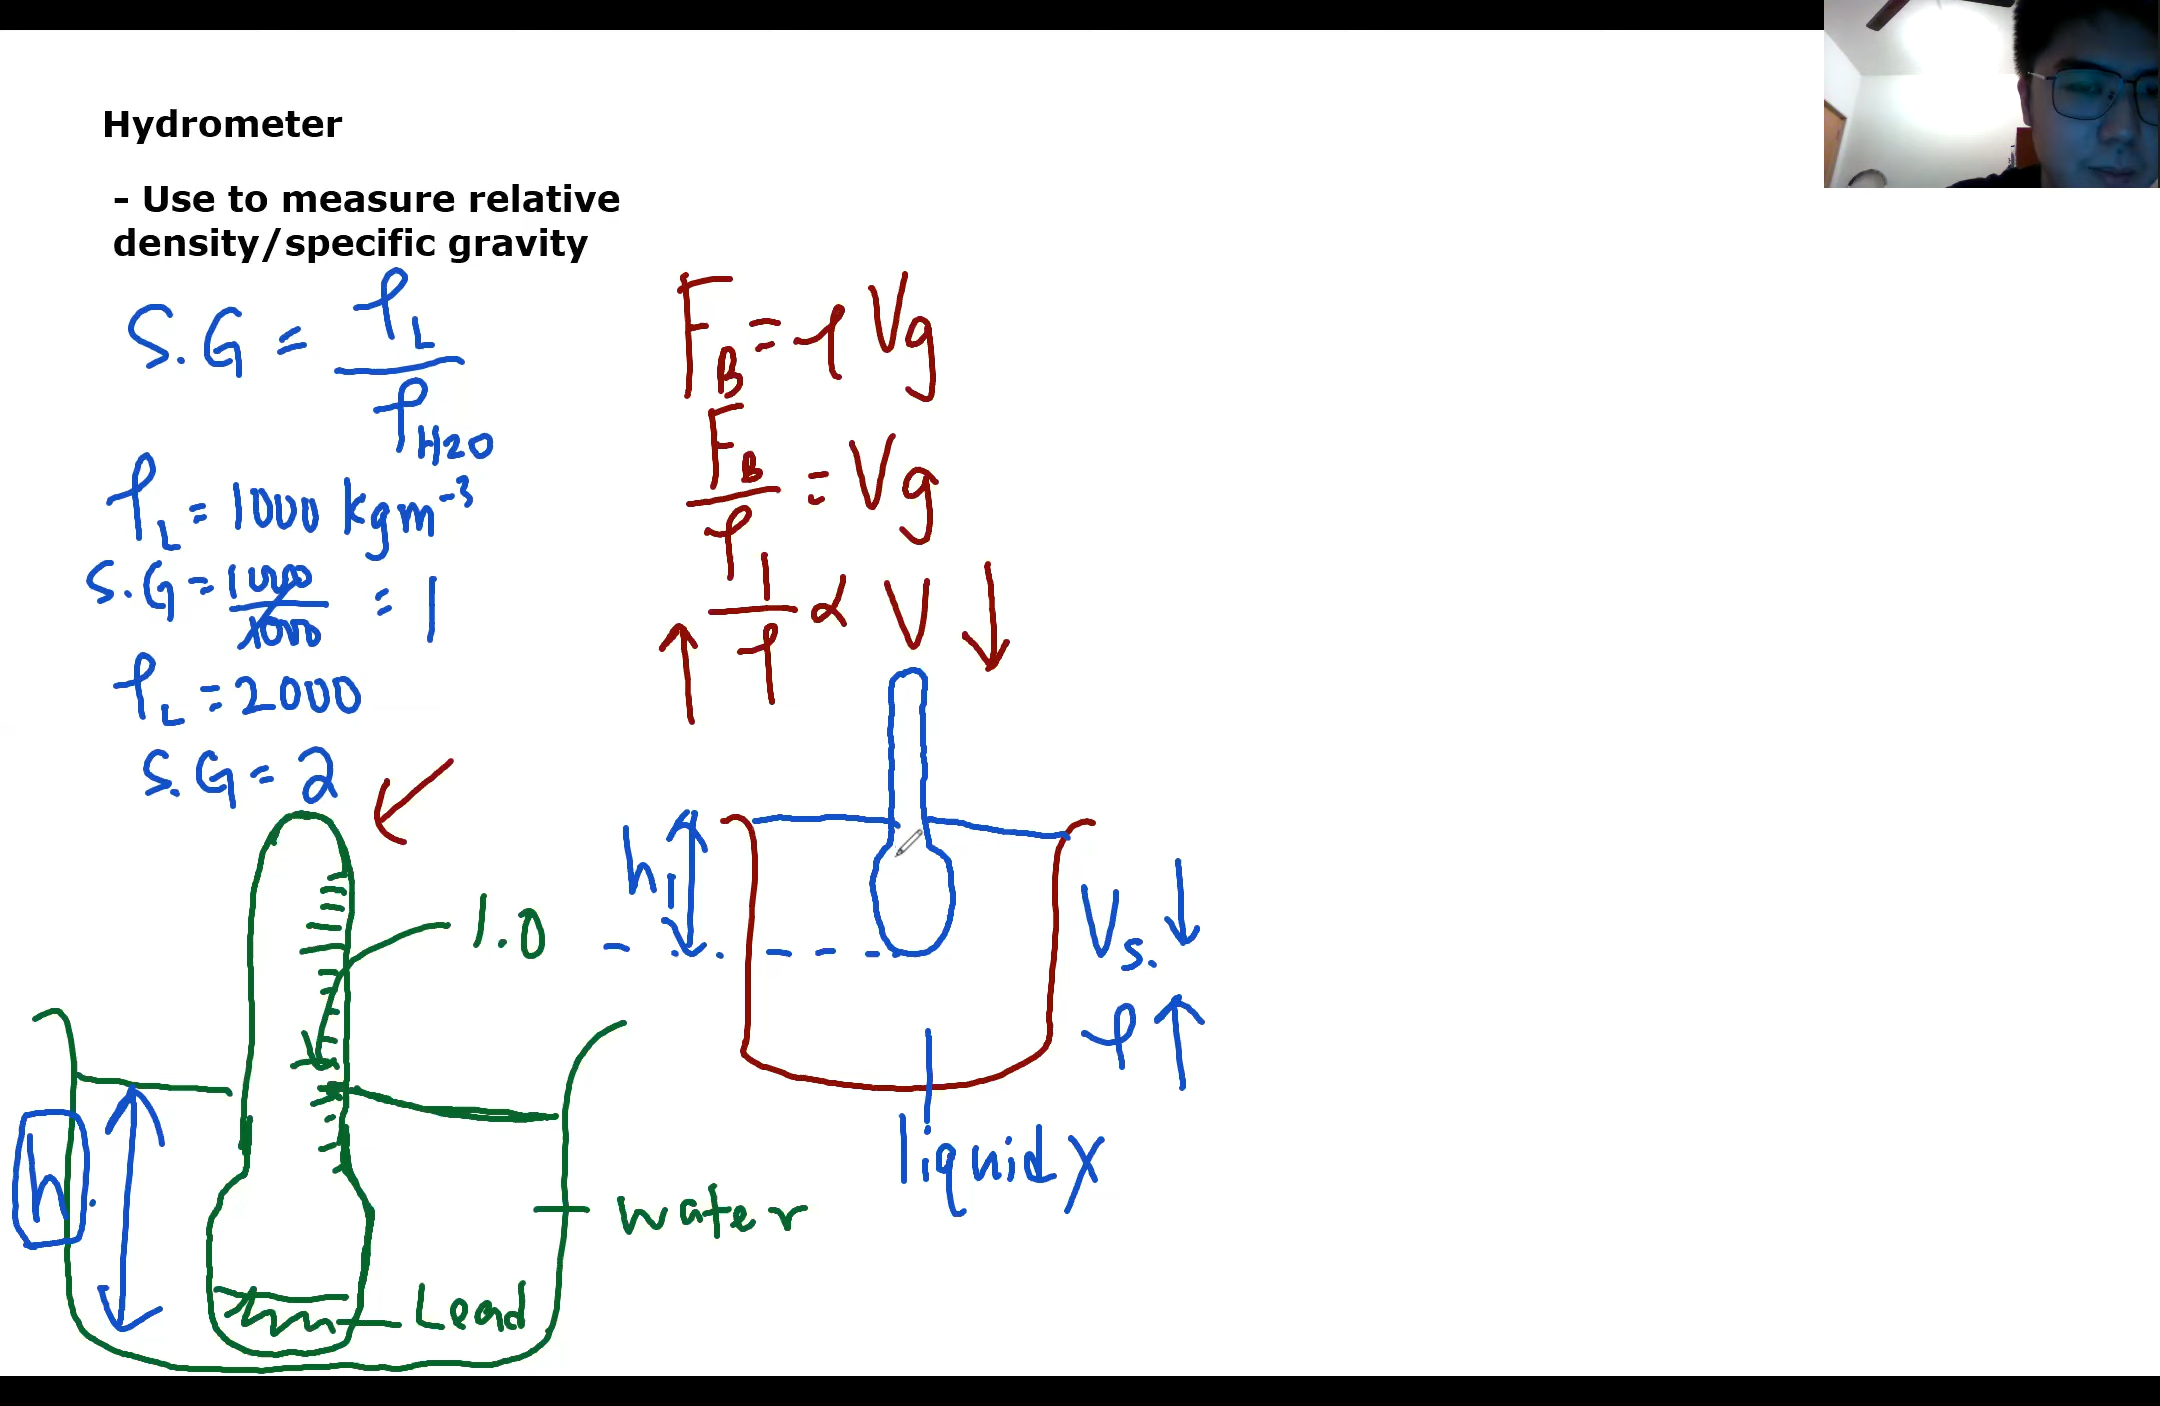 Hydrometer
- Use to measure relative
density/specific gravity
S.G = ρL / ρH2O
ρL = 1000 kgm⁻³
S.G = 1000 / 1000 = 1
ρL = 2000
S.G = 2
1.0
h
water
Lead
FB = ρVg
FB / ρ = Vg
1 / ρ ∝ V
h1
Vs.
ρ
liquid X